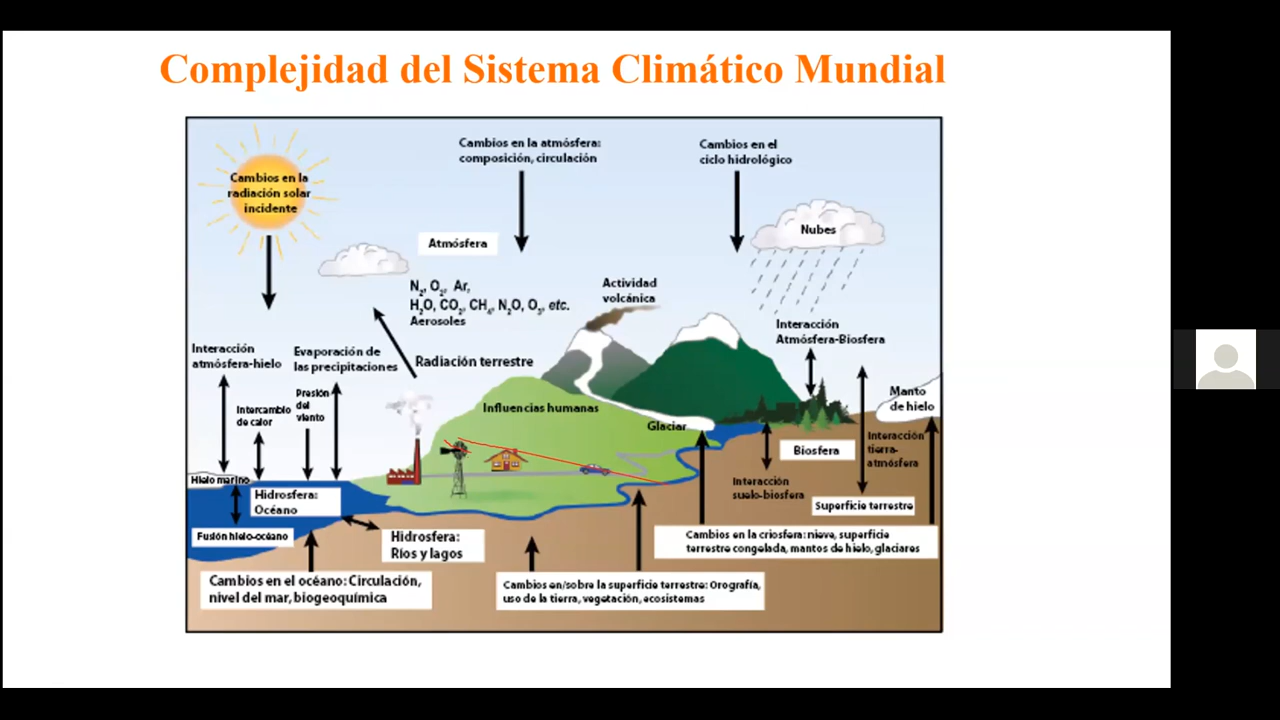 Complejidad del Sistema Climático Mundial
Cambios en la atmósfera:
composición, circulación
Cambios en el
ciclo hidrológico
Cambios en la
radiación solar
incidente
Nubes
Atmósfera
N₂, O₂, Ar,
H₂O, CO₂, CH₄, N₂O, O₃, etc.
Aerosoles
Actividad
volcánica
Interacción
atmósfera-hielo
Evaporación de
las precipitaciones
Radiación terrestre
Interacción
Atmósfera-Biosfera
Intercambio
de calor
Presión
del
viento
Influencias humanas
Glaciar
Manto
de hielo
Biosfera
Interacción
tierra-
atmósfera
Hielo marino
Hidrosfera:
Océano
Interacción
suelo-biosfera
Superficie terrestre
Fusión hielo-océano
Hidrosfera:
Ríos y lagos
Cambios en la criosfera: nieve, superficie
terrestre congelada, mantos de hielo, glaciares
Cambios en el océano: Circulación,
nivel del mar, biogeoquímica
Cambios en/sobre la superficie terrestre: Orografía,
uso de la tierra, vegetación, ecosistemas